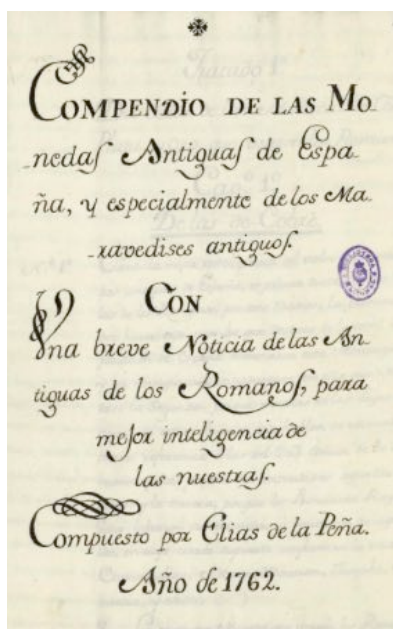 COMPENDIO DE LAS MO-
-nedas Antiguas de Espa-
ña, y especialmente de los Ma-
-ravedises antiguos.
CON
Vna breve Noticia de las An-
tiguas de los Romanos, para
mejor inteligencia de
las nuestras.
Compuesto por Elias de la Peña.
Año de 1762.